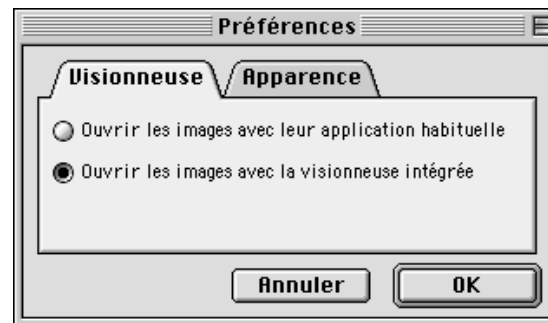 Préférences
Visionneuse Apparence
Ouvrir les images avec leur application habituelle
Ouvrir les images avec la visionneuse intégrée
Annuler OK